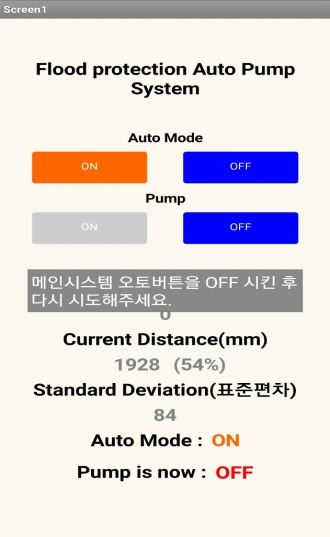 Screen1
Flood protection Auto Pump
System
Auto Mode
ON OFF
Pump
ON OFF
메인시스템 오토버튼을 OFF 시킨 후
다시 시도해주세요.
0
Current Distance(mm)
1928 (54%)
Standard Deviation(표준편차)
84
Auto Mode : ON
Pump is now : OFF